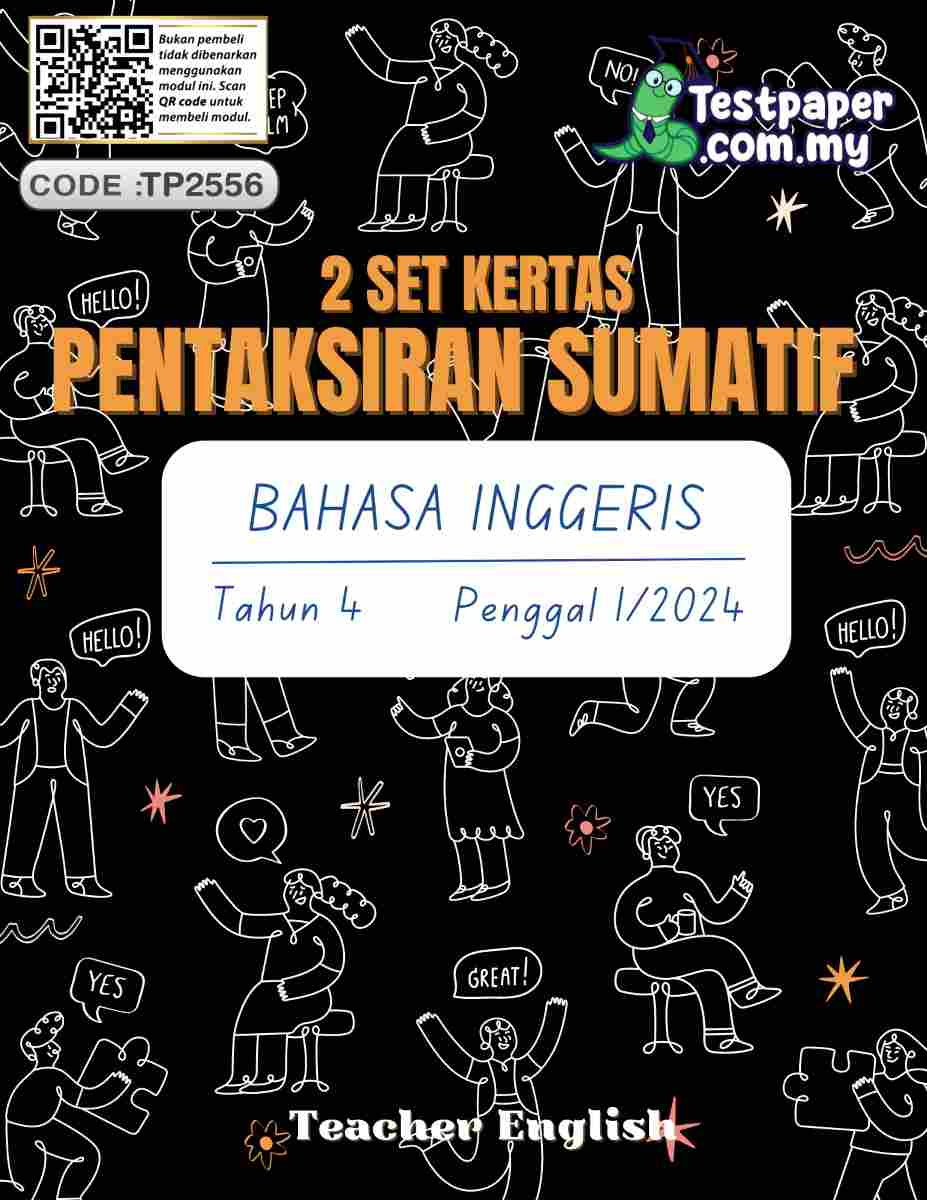 Bukan pembeli
tidak dibenarkan
menggunakan
modul ini. Scan
QR code untuk
membeli modul.
CODE :TP2556
NO!
Testpaper
.com.my
2 SET KERTAS
HELLO!
PENTAKSIRAN SUMATIF
BAHASA INGGERIS
Tahun 4 Penggal 1/2024
HELLO!
HELLO!
YES
GREAT!
YES
Teacher English